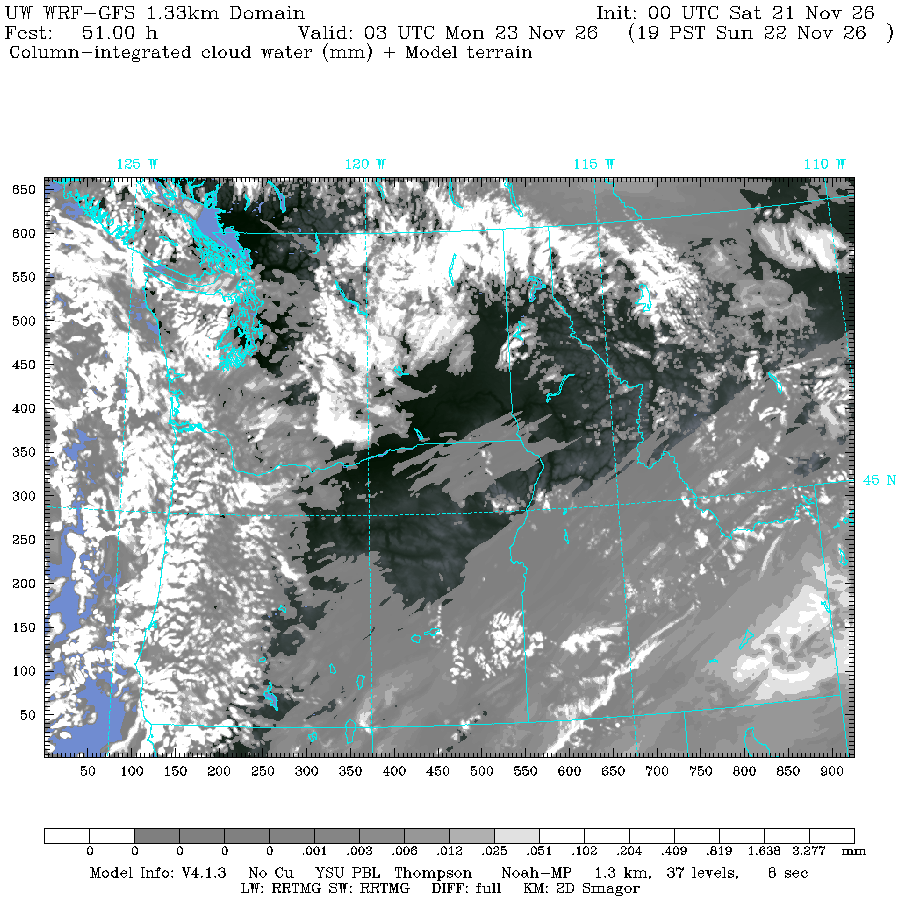 UW WRF-GFS 1.33km Domain Init: 00 UTC Sat 21 Nov 26
Fcst: 51.00 h Valid: 03 UTC Mon 23 Nov 26 (19 PST Sun 22 Nov 26 )
Column-integrated cloud water (mm) + Model terrain
125 W 120 W 115 W 110 W
650
600
550
500
450
400
350
300
250
200
150
100
50
45 N
50 100 150 200 250 300 350 400 450 500 550 600 650 700 750 800 850 900
0 0 0 0 0 .001 .003 .006 .012 .025 .051 .102 .204 .409 .819 1.638 3.277 mm
Model Info: V4.1.3 No Cu YSU PBL Thompson Noah-MP 1.3 km, 37 levels, 8 sec
LW: RRTMG SW: RRTMG DIFF: full KM: 2D Smagor